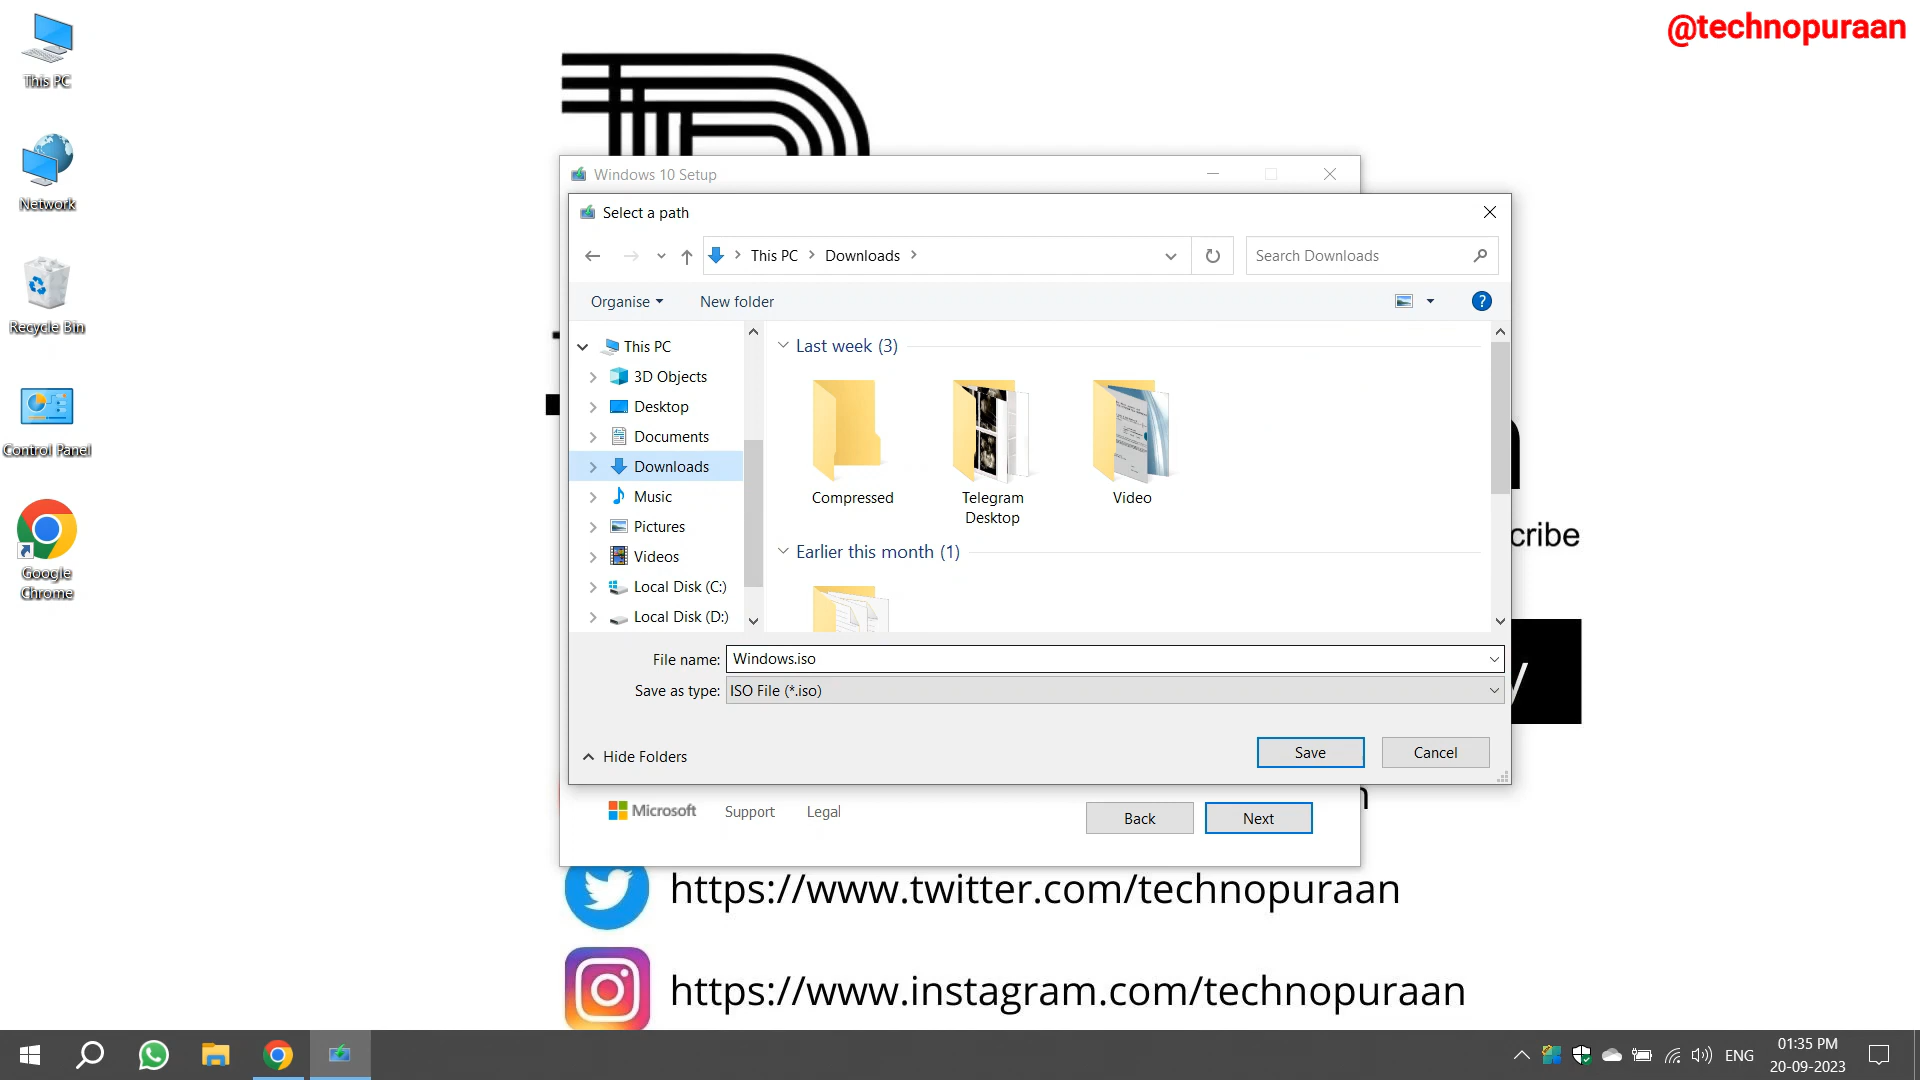 @technopuraan
This PC
Network
Recycle Bin
Control Panel
Google
Chrome
Windows 10 Setup
Select a path
This PC
Downloads
Search Downloads
Organise
New folder
This PC
3D Objects
Desktop
Documents
Downloads
Music
Pictures
Videos
Local Disk (C:)
Local Disk (D:)
Last week (3)
Compressed
Telegram
Desktop
Video
Earlier this month (1)
File name: Windows.iso
Save as type: ISO File (*.iso)
Hide Folders
Save
Cancel
cribe
y
Microsoft
Support
Legal
Back
Next
https://www.twitter.com/technopuraan
https://www.instagram.com/technopuraan
ENG
01:35 PM
20-09-2023